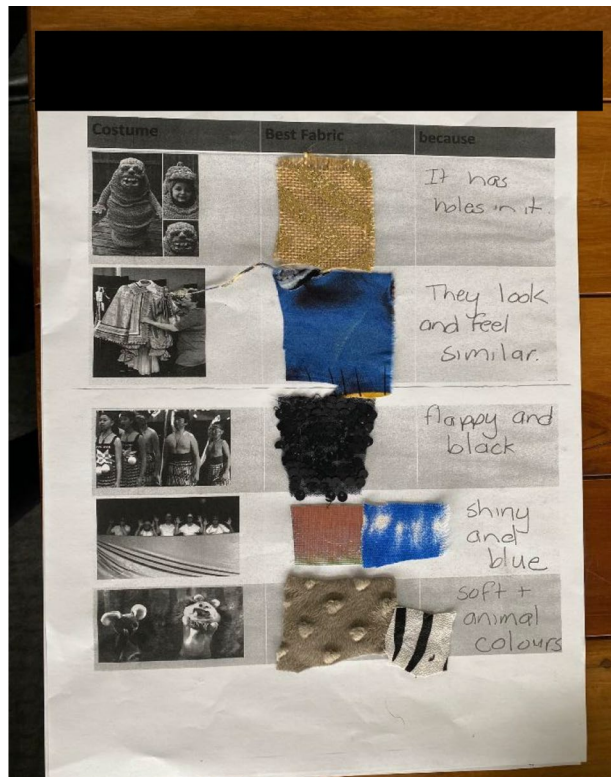 Costume Best Fabric because
It has
holes in it.
They look
and feel
similar.
flappy and
black
shiny
and
blue
soft +
animal
colours